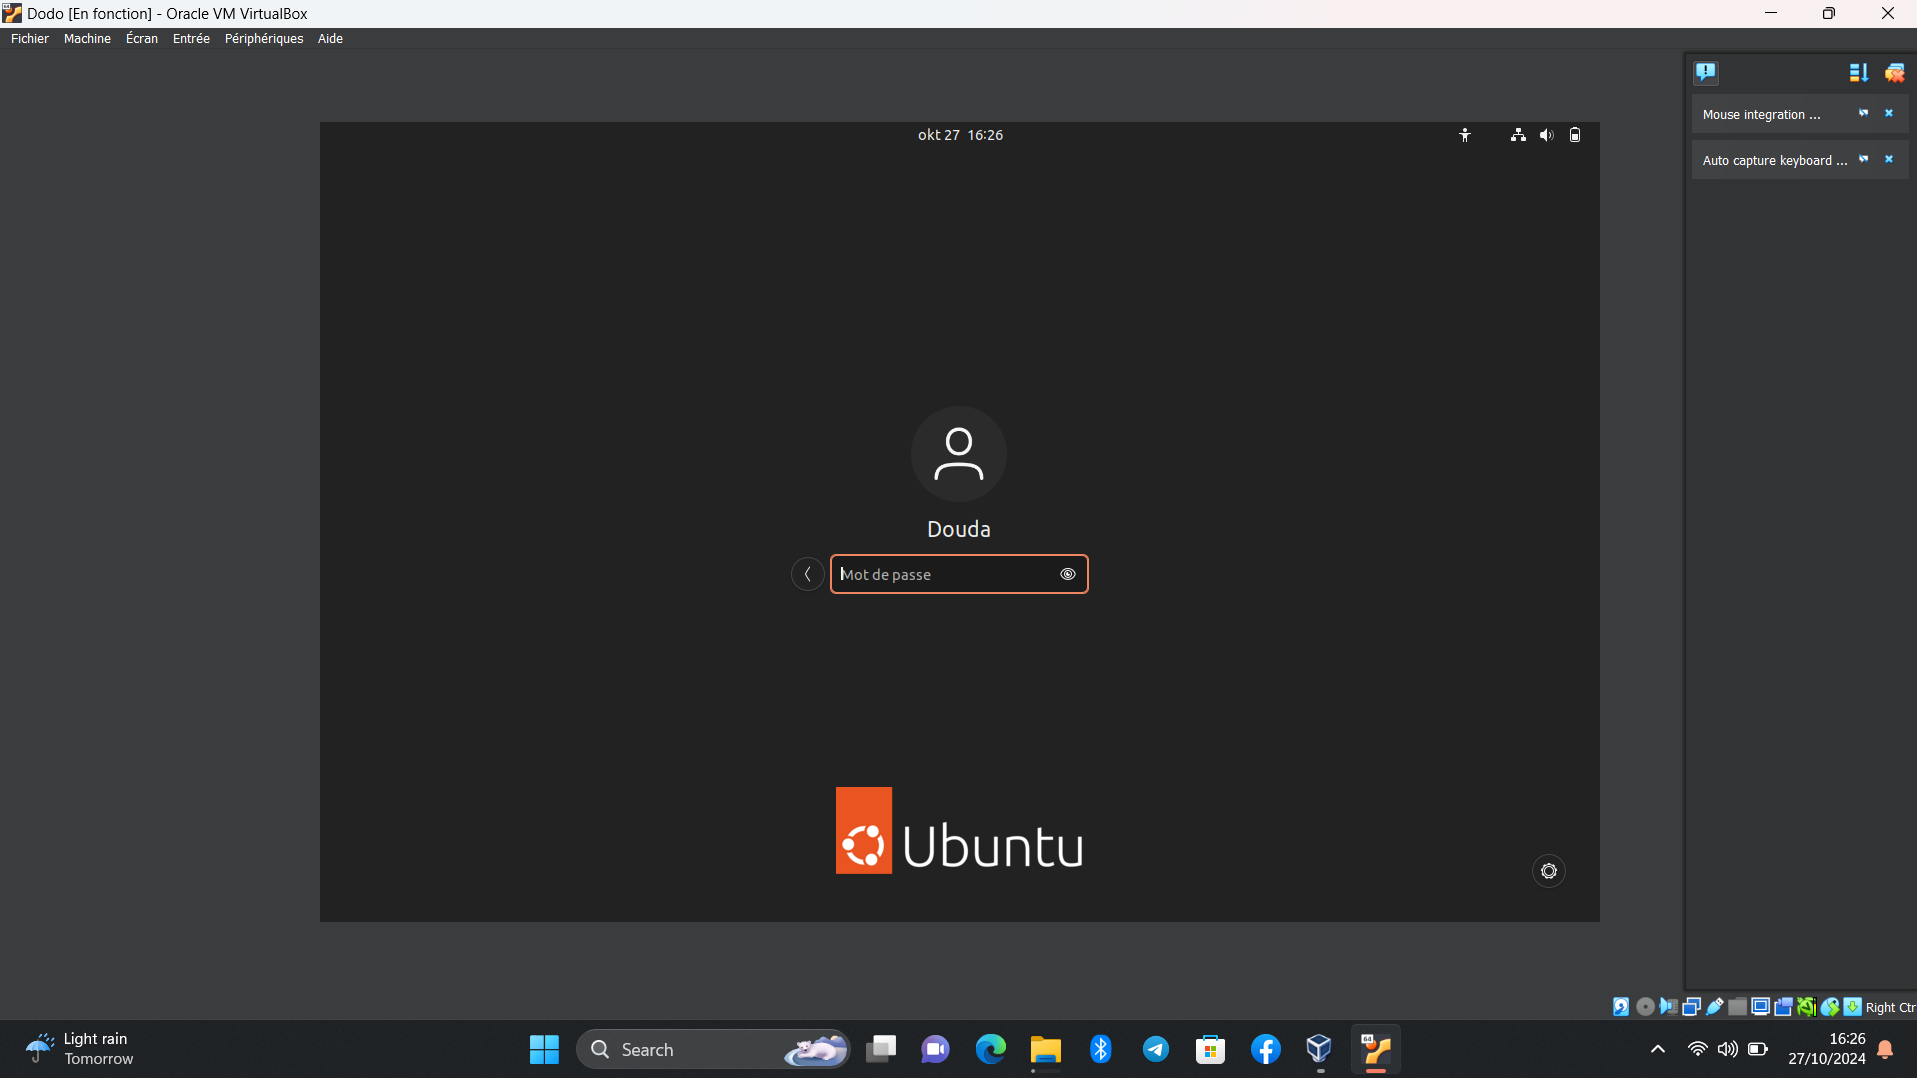 Dodo [En fonction] - Oracle VM VirtualBox
Fichier Machine Écran Entrée Périphériques Aide
Mouse integration ...
Auto capture keyboard ...
okt 27 16:26
Douda
Mot de passe
Ubuntu
Right Ctr
Light rain
Tomorrow
Search
64
16:26
27/10/2024